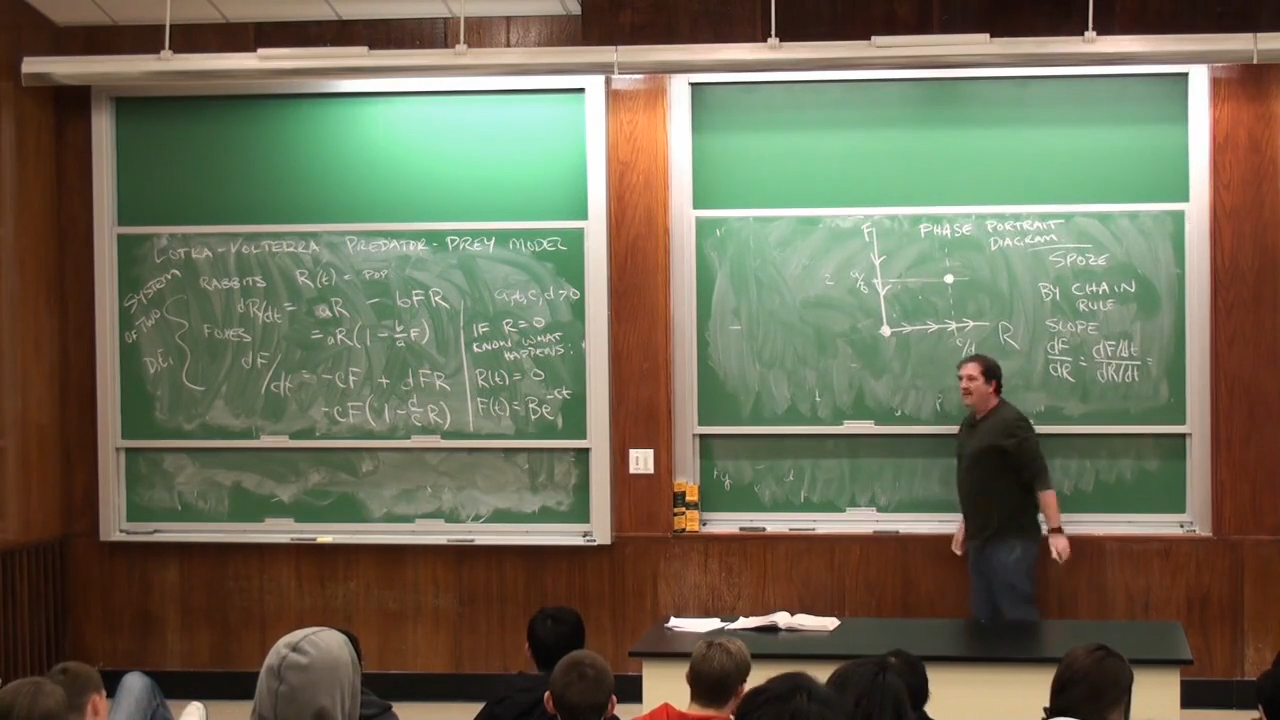 LOTKA-VOLTERRA PREDATOR-PREY MODEL
SYSTEM
OF TWO
D.E.
RABBITS R(t) = POP
dR/dt = aR - bFR
= aR(1 - b/a F)
FOXES
dF/dt = -cF + dFR
-cF(1 - d/c R)
a,b,c,d>0
IF R=0
KNOW WHAT
HAPPENS:
R(t) = 0
F(t) = Be^-ct
PHASE PORTRAIT
DIAGRAM
F
a/b
R
c/d
SPOZE
BY CHAIN
RULE
SLOPE
dF/dR = dF/dt / dR/dt =